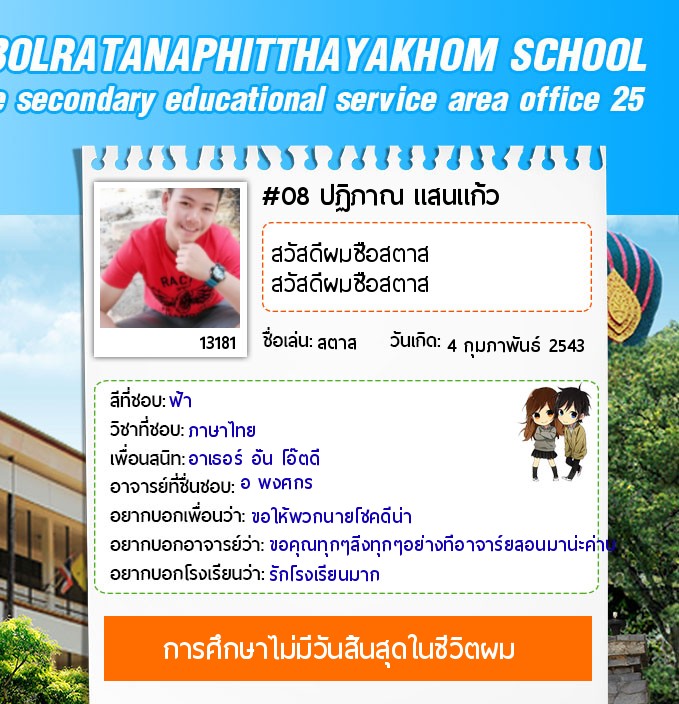 BOLRATANAPHITTHAYAKHOM SCHOOL
e secondary educational service area office 25
#08 ปฏิภาณ แสนแก้ว
สวัสดีผมชือสตาส
สวัสดีผมชือสตาส
13181
ชื่อเล่น: สตาส วันเกิด: 4 กุมภาพันธ์ 2543
สีที่ชอบ: ฟ้า
วิชาที่ชอบ: ภาษาไทย
เพื่อนสนิท: อาเธอร์ อ้น โอ๊ตดี
อาจารย์ที่ชื่นชอบ: อ พงศกร
อยากบอกเพื่อนว่า: ขอให้พวกนายโชคดีน่า
อยากบอกอาจารย์ว่า: ขอคุณทุกๆสิงทุกๆอย่างทีอาจาร์ยสอนมาน่ะค่าบ
อยากบอกโรงเรียนว่า: รักโรงเรียนมาก
การศึกษาไม่มีวันสินสุดในชีวิตผม